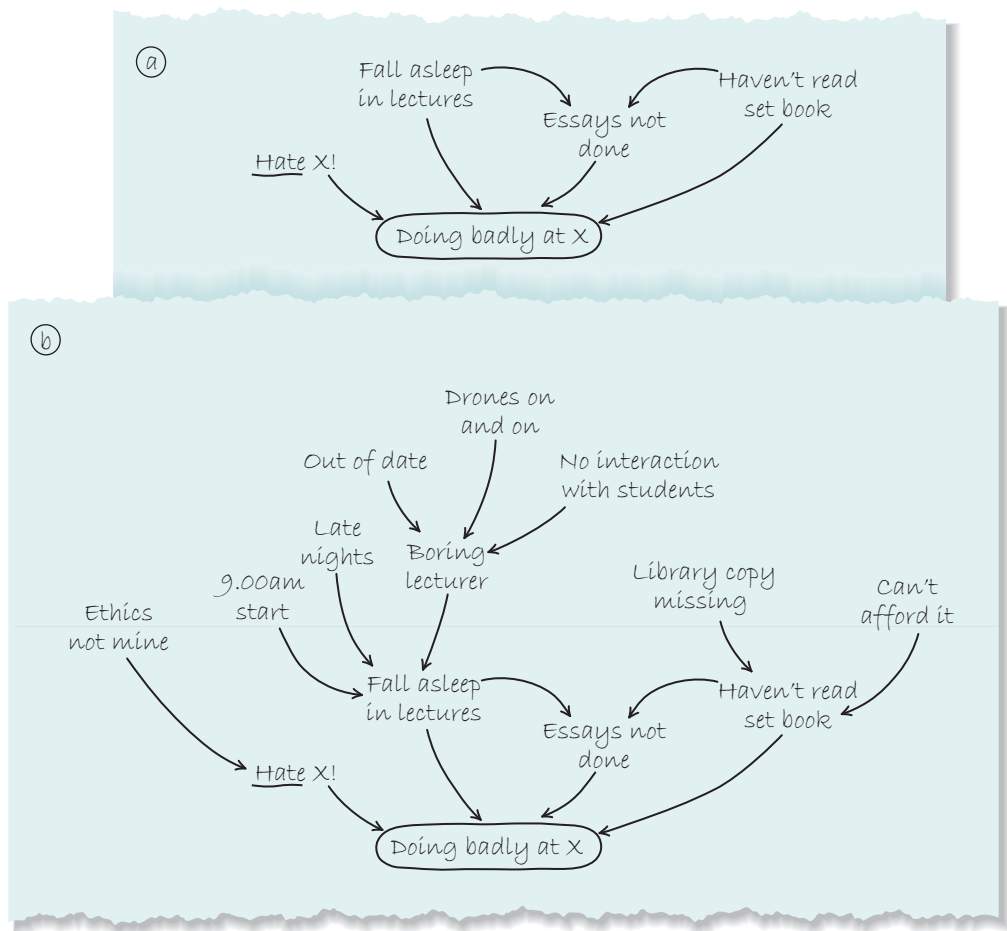 a
Fall asleep
in lectures
Haven't read
set book
Essays not
done
Hate X!
Doing badly at X
b
Drones on
and on
Out of date
No interaction
with students
Late
nights
Boring
lecturer
9.00am
start
Library copy
missing
Can't
afford it
Ethics
not mine
Fall asleep
in lectures
Haven't read
set book
Essays not
done
Hate X!
Doing badly at X